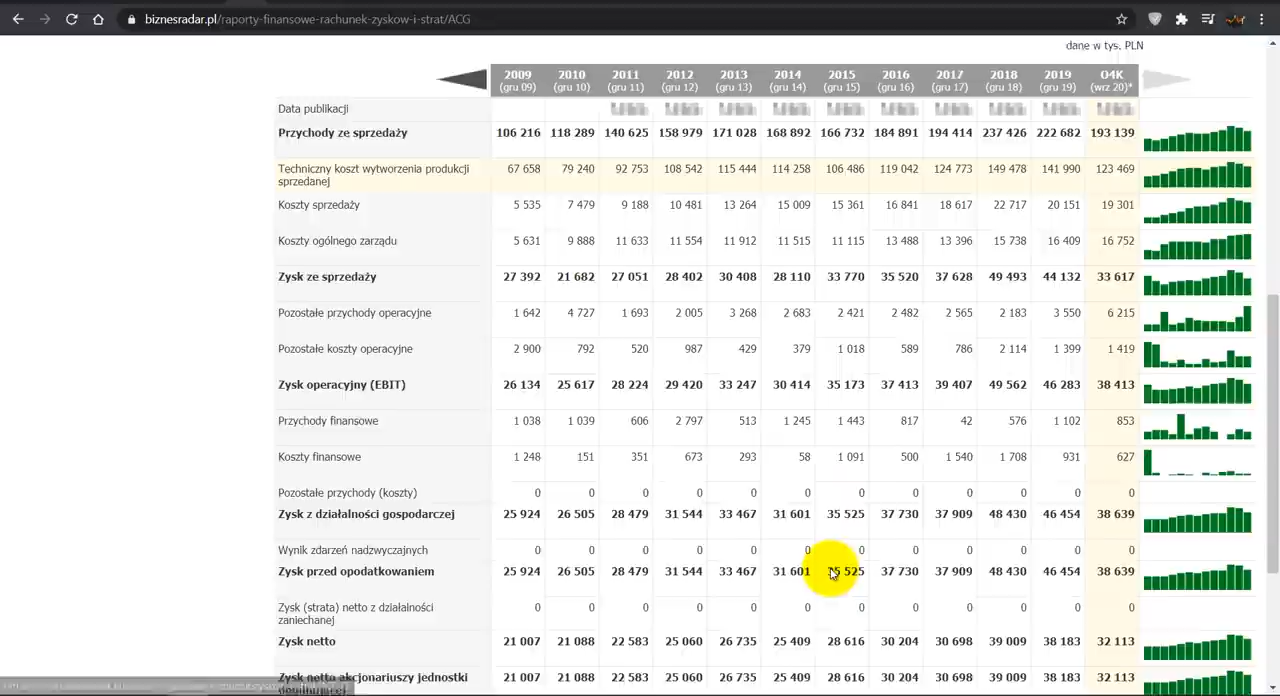 biznesradar.pl/raporty-finansowe-rachunek-zyskow-i-strat/ACG
dane w tys. PLN
2009 2010 2011 2012 2013 2014 2015 2016 2017 2018 2019 O4K
(gru 09) (gru 10) (gru 11) (gru 12) (gru 13) (gru 14) (gru 15) (gru 16) (gru 17) (gru 18) (gru 19) (wrz 20)*
Data publikacji
Przychody ze sprzedaży 106 216 118 289 140 625 158 979 171 028 168 892 166 732 184 891 194 414 237 426 222 682 193 139
Techniczny koszt wytworzenia produkcji 67 658 79 240 92 753 108 542 115 444 114 258 106 486 119 042 124 773 149 478 141 990 123 469
sprzedanej
Koszty sprzedaży 5 535 7 479 9 188 10 481 13 264 15 009 15 361 16 841 18 617 22 717 20 151 19 301
Koszty ogólnego zarządu 5 631 9 888 11 633 11 554 11 912 11 515 11 115 13 488 13 396 15 738 16 409 16 752
Zysk ze sprzedaży 27 392 21 682 27 051 28 402 30 408 28 110 33 770 35 520 37 628 49 493 44 132 33 617
Pozostałe przychody operacyjne 1 642 4 727 1 693 2 005 3 268 2 683 2 421 2 482 2 565 2 183 3 550 6 215
Pozostałe koszty operacyjne 2 900 792 520 987 429 379 1 018 589 786 2 114 1 399 1 419
Zysk operacyjny (EBIT) 26 134 25 617 28 224 29 420 33 247 30 414 35 173 37 413 39 407 49 562 46 283 38 413
Przychody finansowe 1 038 1 039 606 2 797 513 1 245 1 443 817 42 576 1 102 853
Koszty finansowe 1 248 151 351 673 293 58 1 091 500 1 540 1 708 931 627
Pozostałe przychody (koszty) 0 0 0 0 0 0 0 0 0 0 0 0
Zysk z działalności gospodarczej 25 924 26 505 28 479 31 544 33 467 31 601 35 525 37 730 37 909 48 430 46 454 38 639
Wynik zdarzeń nadzwyczajnych 0 0 0 0 0 0 0 0 0 0 0 0
Zysk przed opodatkowaniem 25 924 26 505 28 479 31 544 33 467 31 601 35 525 37 730 37 909 48 430 46 454 38 639
Zysk (strata) netto z działalności 0 0 0 0 0 0 0 0 0 0 0 0
zaniechanej
Zysk netto 21 007 21 088 22 583 25 060 26 735 25 409 28 616 30 204 30 698 39 009 38 183 32 113
Zysk netto akcjonariuszy jednostki 21 007 21 088 22 583 25 060 26 735 25 409 28 616 30 204 30 698 39 009 38 183 32 113